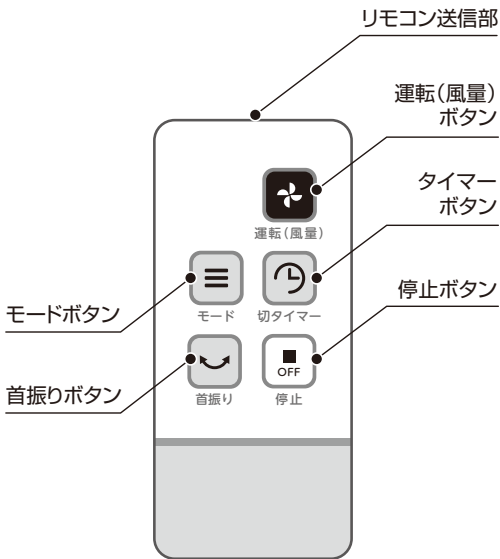 リモコン送信部
運転（風量）
ボタン
タイマー
ボタン
運転（風量）
停止ボタン
モードボタン
モード
切タイマー
首振りボタン
OFF
首振り
停止